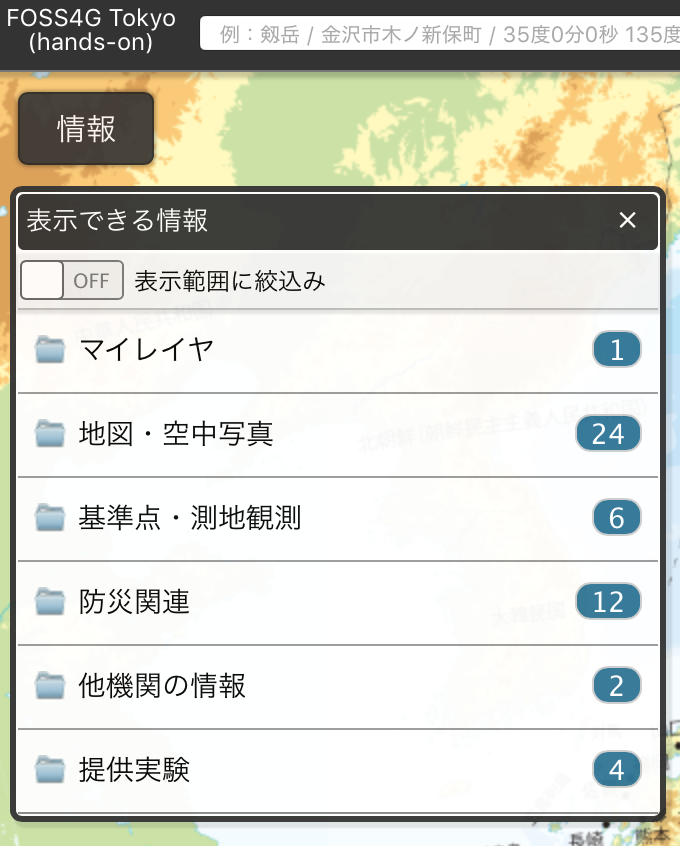 FOSS4G Tokyo
(hands-on)
例：剱岳 / 金沢市木ノ新保町 / 35度0分0秒 135度
情報
表示できる情報
×
OFF 表示範囲に絞込み
マイレイヤ 1
地図・空中写真 24
基準点・測地観測 6
防災関連 12
他機関の情報 2
提供実験 4
長崎
熊本